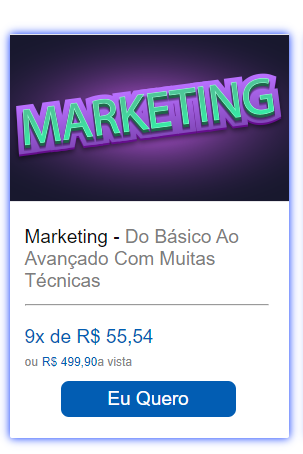 MARKETING
Marketing - Do Básico Ao
Avançado Com Muitas
Técnicas
9x de R$ 55,54
ou R$ 499,90a vista
Eu Quero